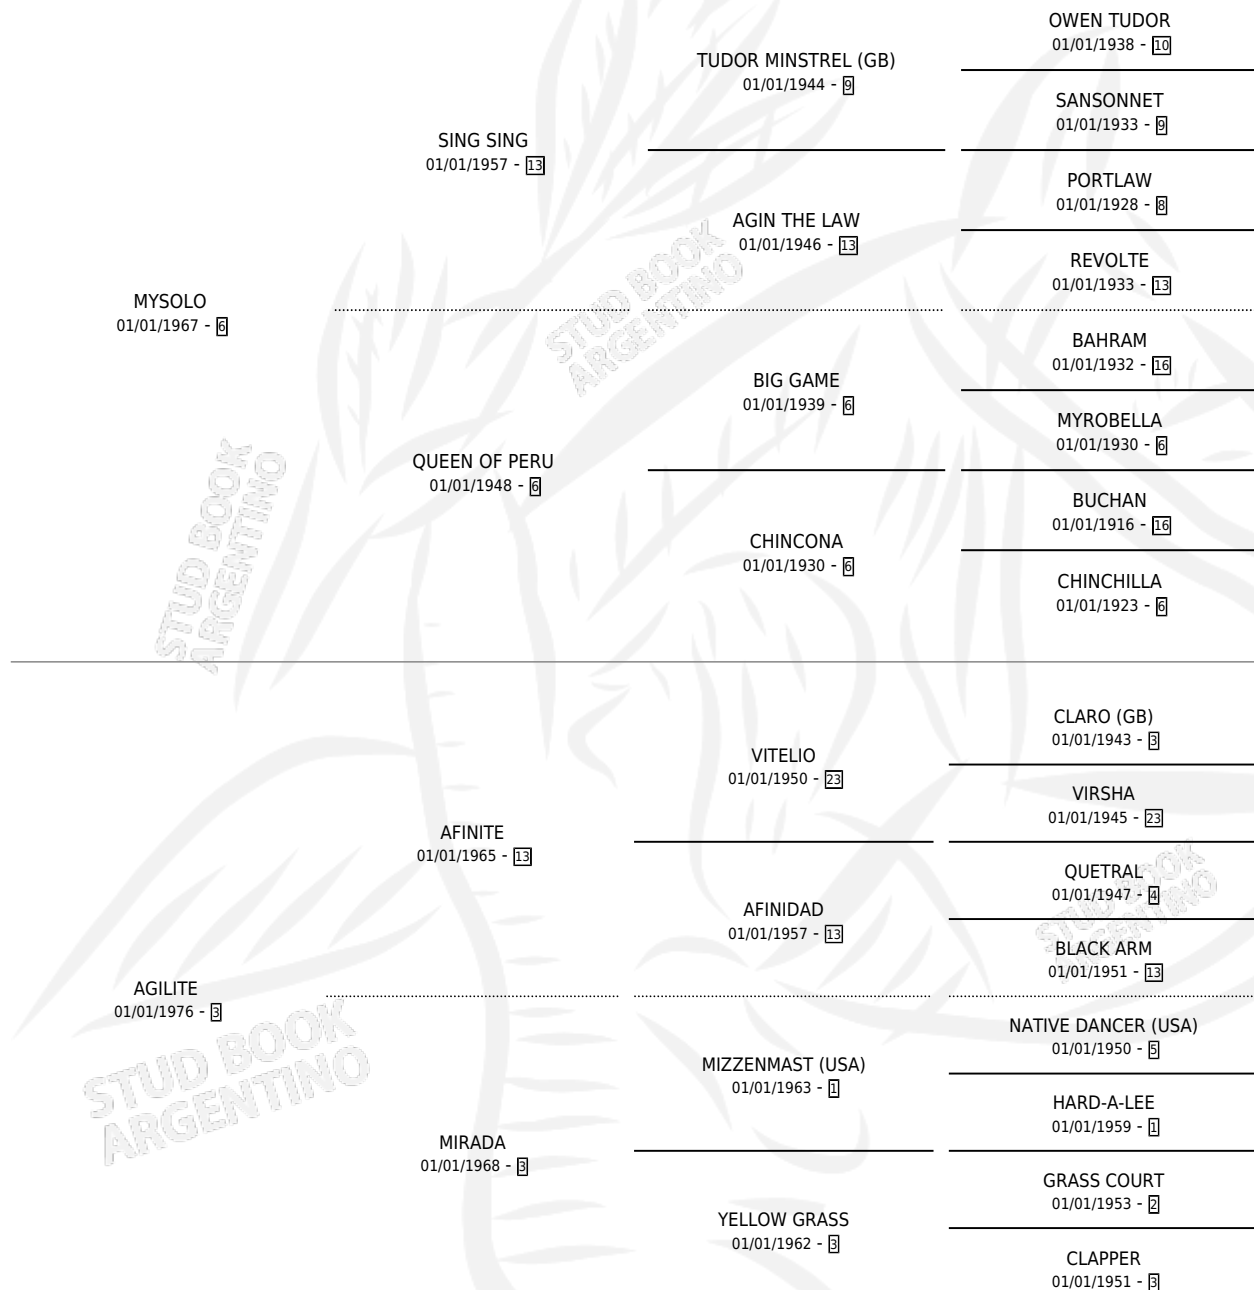 OWEN TUDOR
01/01/1938 - 10
TUDOR MINSTREL (GB)
01/01/1944 - 9
SANSONNET
01/01/1933 - 9
SING SING
01/01/1957 - 13
PORTLAW
01/01/1928 - 8
AGIN THE LAW
01/01/1946 - 13
REVOLTE
01/01/1933 - 13
MYSOLO
01/01/1967 - 6
BAHRAM
01/01/1932 - 16
BIG GAME
01/01/1939 - 6
MYROBELLA
01/01/1930 - 6
QUEEN OF PERU
01/01/1948 - 6
BUCHAN
01/01/1916 - 16
CHINCONA
01/01/1930 - 6
CHINCHILLA
01/01/1923 - 6
CLARO (GB)
01/01/1943 - 3
VITELIO
01/01/1950 - 23
VIRSHA
01/01/1945 - 23
AFINITE
01/01/1965 - 13
QUETRAL
01/01/1947 - 4
AFINIDAD
01/01/1957 - 13
BLACK ARM
01/01/1951 - 13
AGILITE
01/01/1976 - 3
NATIVE DANCER (USA)
01/01/1950 - 5
MIZZENMAST (USA)
01/01/1963 - 1
HARD-A-LEE
01/01/1959 - 1
MIRADA
01/01/1968 - 3
GRASS COURT
01/01/1953 - 2
YELLOW GRASS
01/01/1962 - 3
CLAPPER
01/01/1951 - 3
STUD BOOK
ARGENTINO
STUD BOOK
ARGENTINO
STUD BOOK
ARGENTINO
STUD BOOK
ARGENTINO